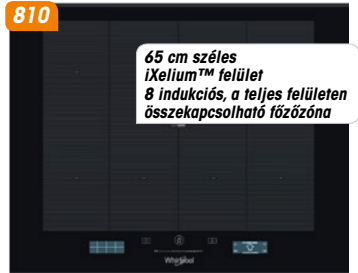 810
65 cm széles
iXelium™ felület
8 indukciós, a teljes felületen
összekapcsolható főzőzóna
Whirlpool